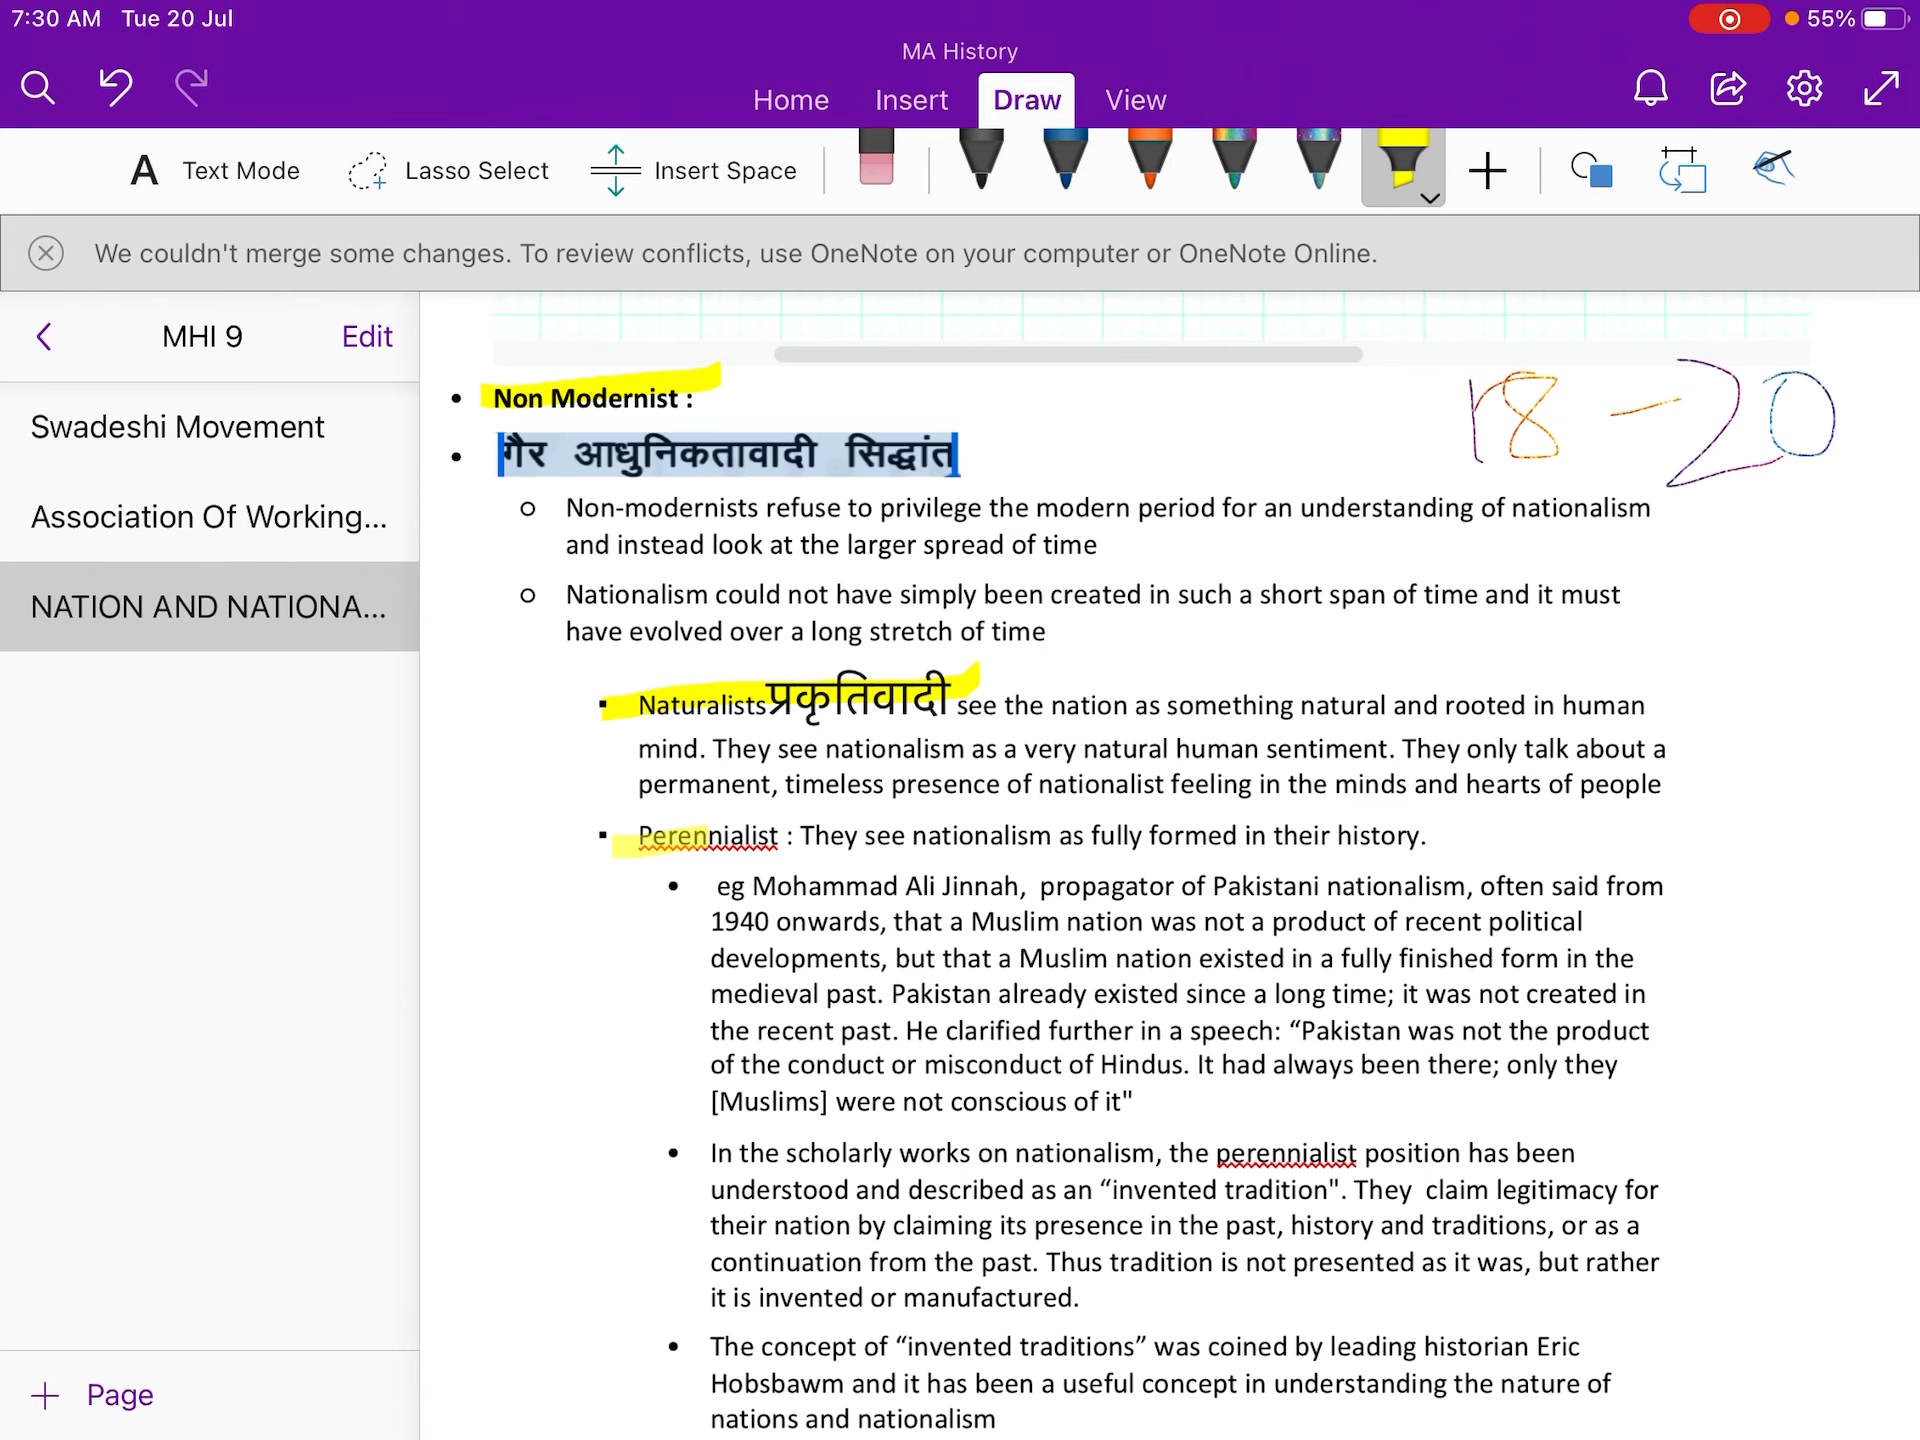 7:30 AM Tue 20 Jul
55%
MA History
Home Insert Draw View
A Text Mode Lasso Select Insert Space
We couldn't merge some changes. To review conflicts, use OneNote on your computer or OneNote Online.
MHI 9 Edit
Swadeshi Movement
Association Of Working...
NATION AND NATIONA...
+ Page
• Non Modernist :
18-20
• गैर आधुनिकतावादी सिद्धांत
o Non-modernists refuse to privilege the modern period for an understanding of nationalism
and instead look at the larger spread of time
o Nationalism could not have simply been created in such a short span of time and it must
have evolved over a long stretch of time
▪ Naturalists प्रकृतिवादी see the nation as something natural and rooted in human
mind. They see nationalism as a very natural human sentiment. They only talk about a
permanent, timeless presence of nationalist feeling in the minds and hearts of people
▪ Perennialist : They see nationalism as fully formed in their history.
• eg Mohammad Ali Jinnah, propagator of Pakistani nationalism, often said from
1940 onwards, that a Muslim nation was not a product of recent political
developments, but that a Muslim nation existed in a fully finished form in the
medieval past. Pakistan already existed since a long time; it was not created in
the recent past. He clarified further in a speech: “Pakistan was not the product
of the conduct or misconduct of Hindus. It had always been there; only they
[Muslims] were not conscious of it"
• In the scholarly works on nationalism, the perennialist position has been
understood and described as an “invented tradition". They claim legitimacy for
their nation by claiming its presence in the past, history and traditions, or as a
continuation from the past. Thus tradition is not presented as it was, but rather
it is invented or manufactured.
• The concept of “invented traditions” was coined by leading historian Eric
Hobsbawm and it has been a useful concept in understanding the nature of
nations and nationalism